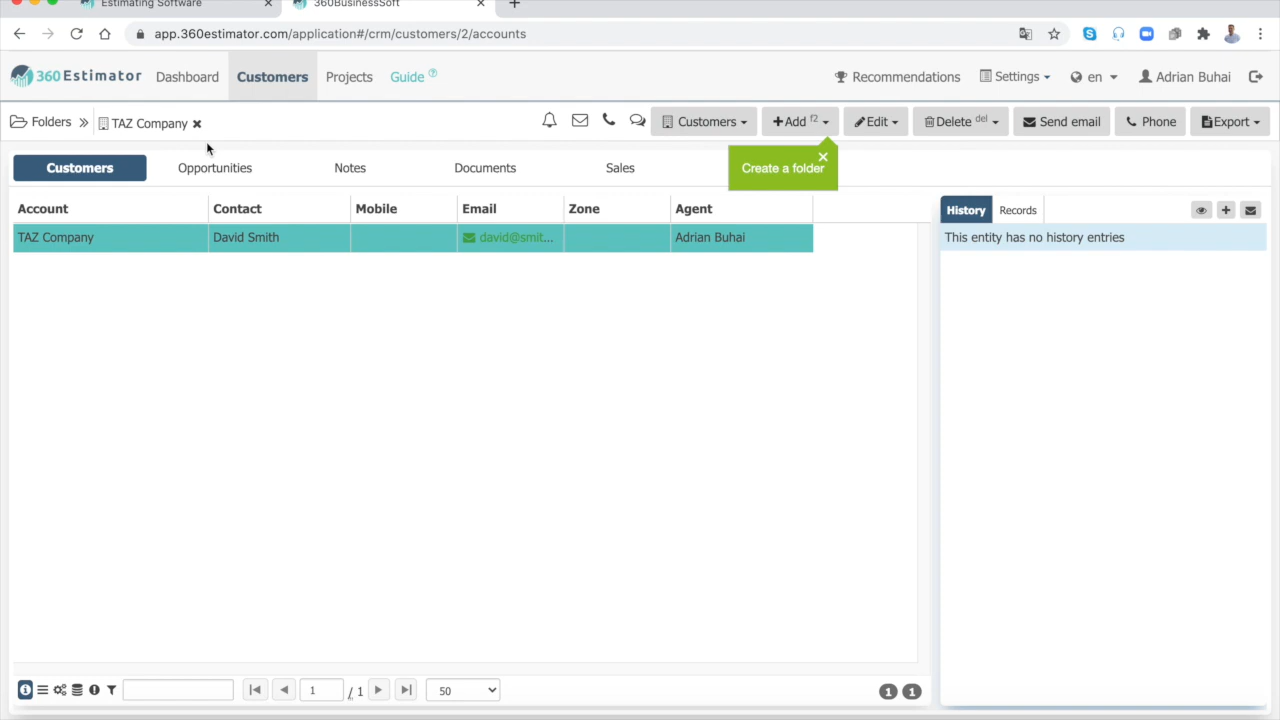 Estimating Software
360BusinessSoft
app.360estimator.com/application#/crm/customers/2/accounts
360Estimator
Dashboard
Customers
Projects
Guide ?
Recommendations
Settings
en
Adrian Buhai
Folders
TAZ Company
Customers
Add f2
Edit
Delete del
Send email
Phone
Export
Customers
Opportunities
Notes
Documents
Sales
Create a folder
Account
Contact
Mobile
Email
Zone
Agent
History
Records
TAZ Company
David Smith
david@smit...
Adrian Buhai
This entity has no history entries
1
/ 1
50
1
1